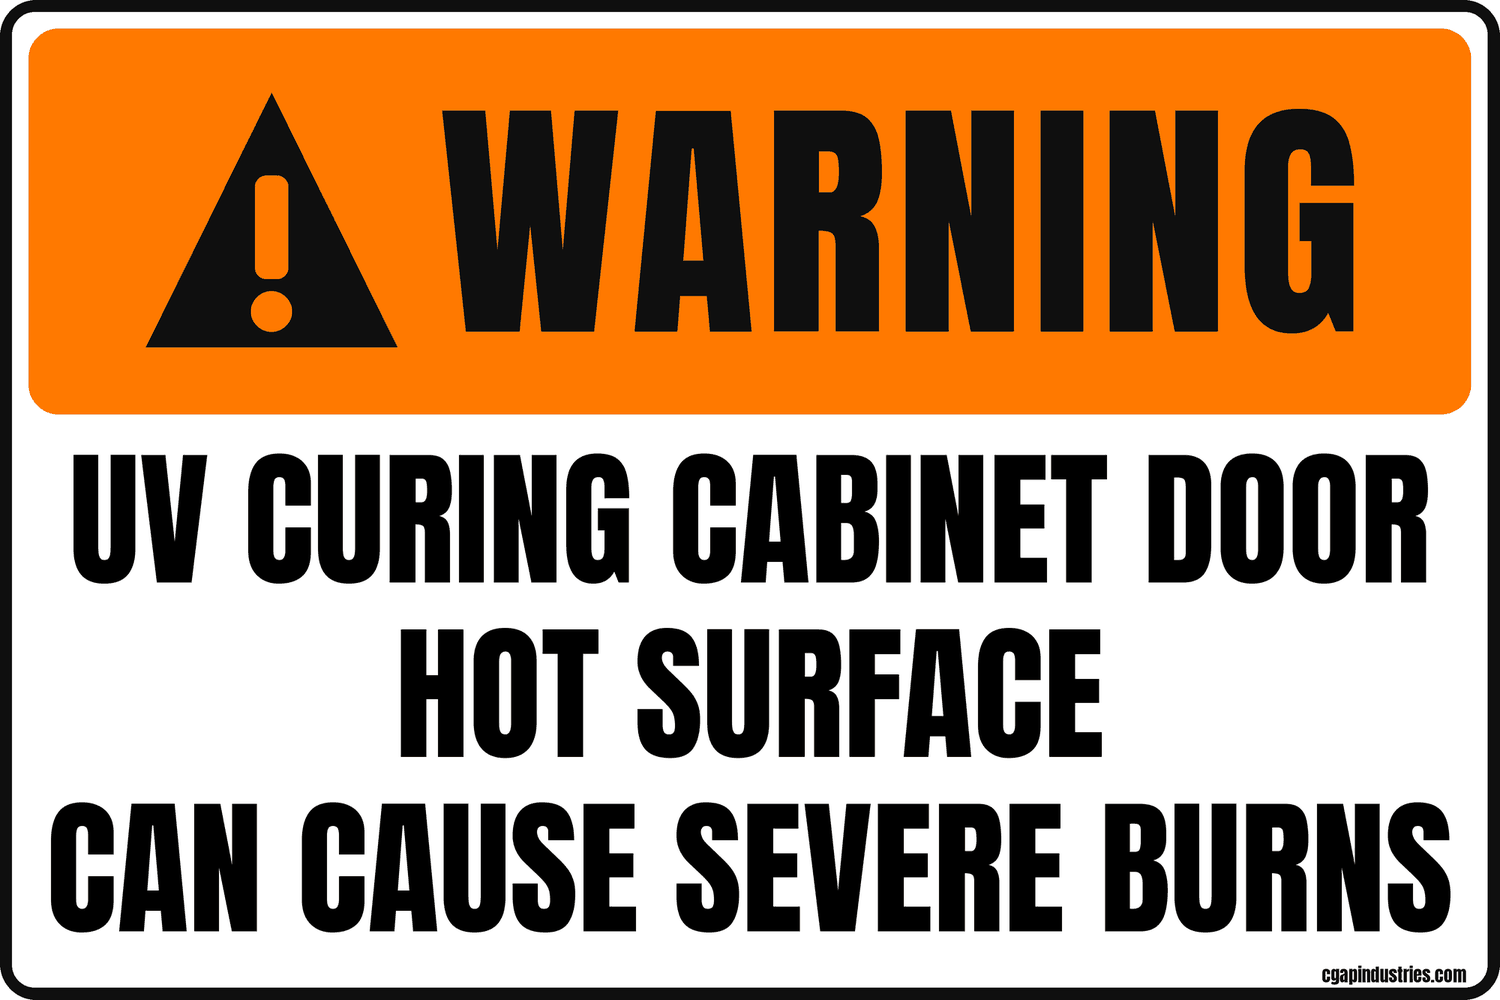 WARNING
UV CURING CABINET DOOR
HOT SURFACE
CAN CAUSE SEVERE BURNS
cgapindustries.com